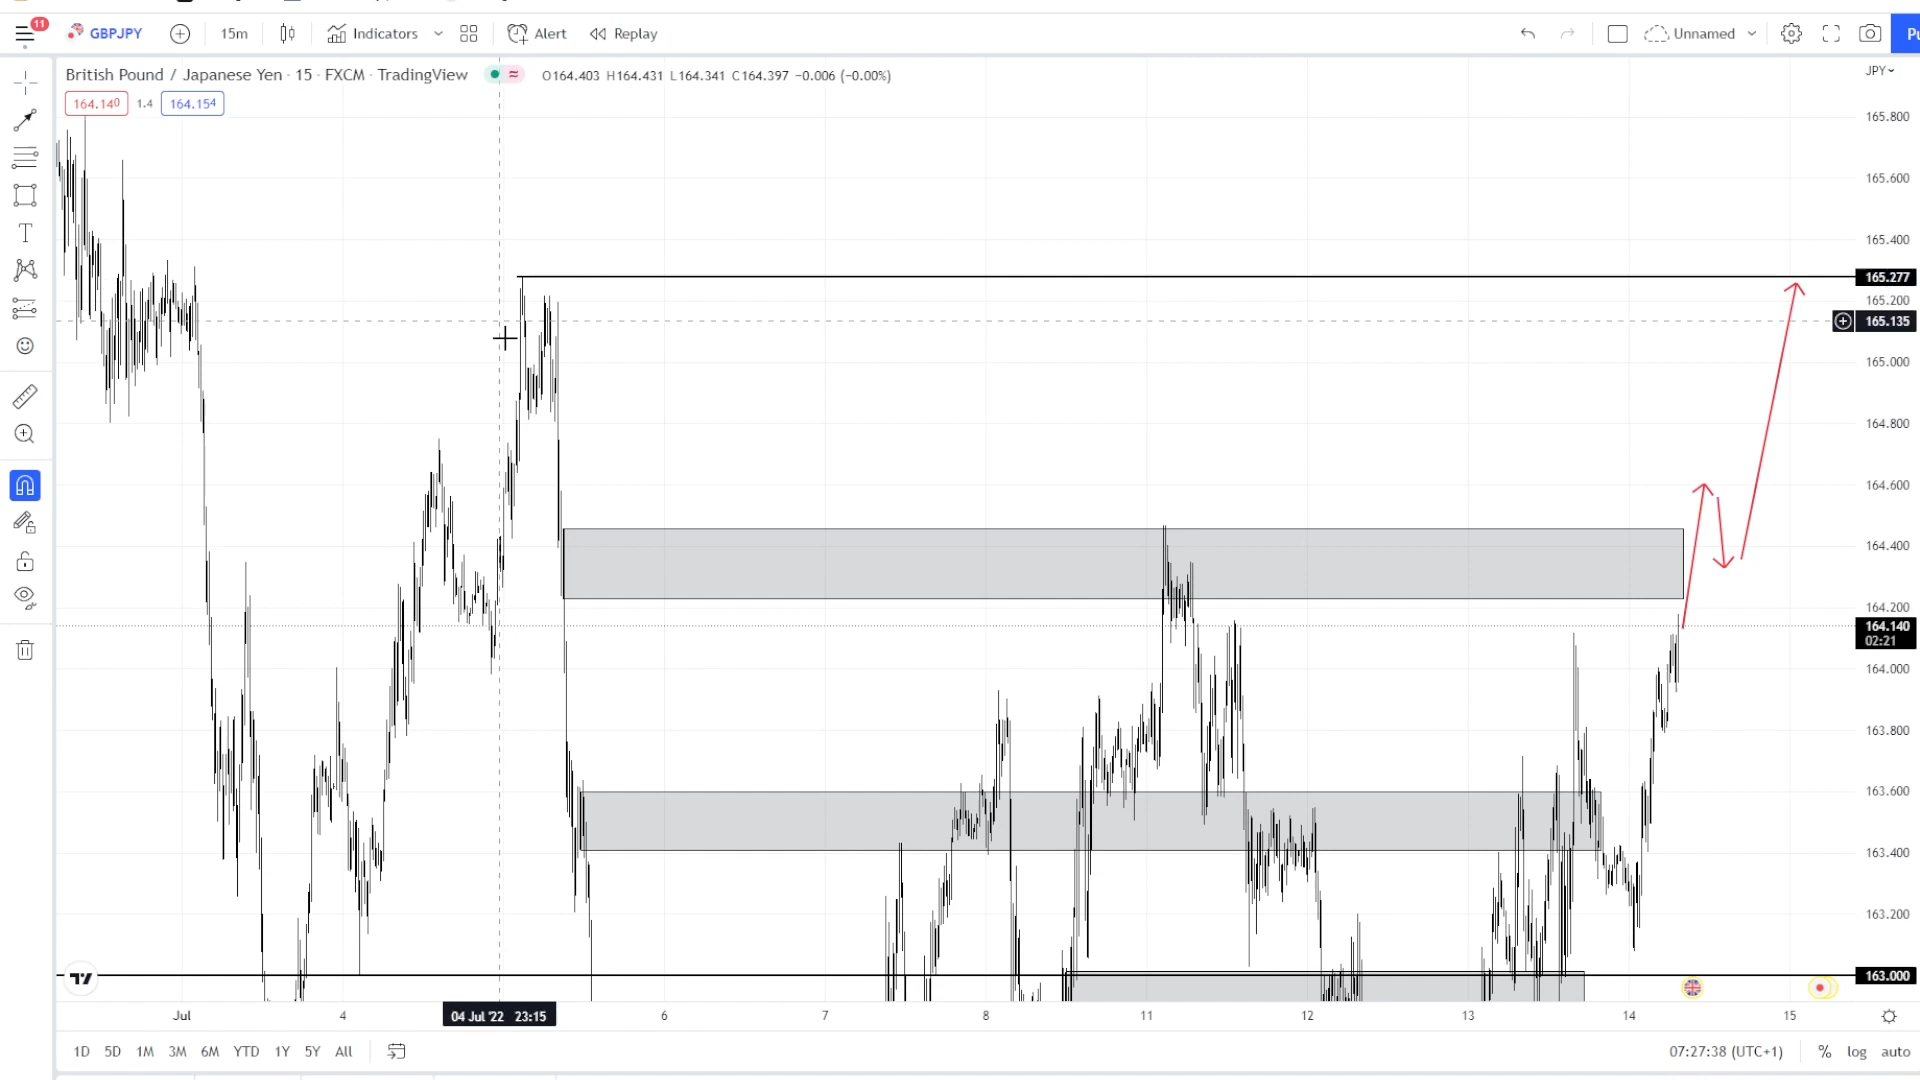 11
GBPJPY
15m
Indicators
Alert
Replay
Unnamed
British Pound / Japanese Yen · 15 · FXCM · TradingView
≈
O164.403 H164.431 L164.341 C164.397 −0.006 (−0.00%)
JPY
164.140
1.4
164.154
165.800
165.600
165.400
165.277
165.200
165.135
165.000
164.800
164.600
164.400
164.200
164.140
02:21
164.000
163.800
163.600
163.400
163.200
163.000
Jul
4
04 Jul '22 23:15
6
7
8
11
12
13
14
15
1D
5D
1M
3M
6M
YTD
1Y
5Y
All
07:27:38 (UTC+1)
%
log
auto